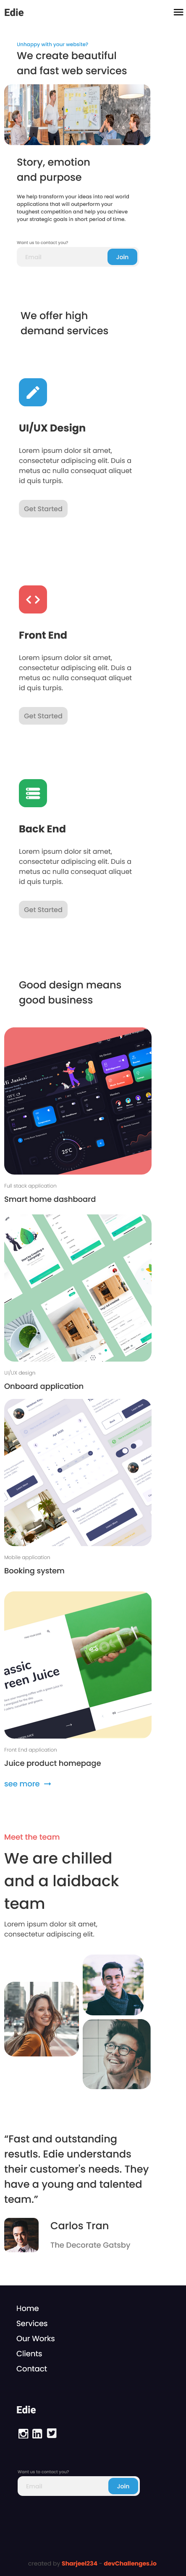 Edie
Unhappy with your website?
We create beautiful
and fast web services
Story, emotion
and purpose
We help transform your ideas into real world
applications that will outperform your
toughest competition and help you achieve
your strategic goals in short period of time.
Want us to contact you?
Email
Join
We offer high
demand services
UI/UX Design
Lorem ipsum dolor sit amet,
consectetur adipiscing elit. Duis a
metus ac nulla consequat aliquet
id quis turpis.
Get Started
Front End
Lorem ipsum dolor sit amet,
consectetur adipiscing elit. Duis a
metus ac nulla consequat aliquet
id quis turpis.
Get Started
Back End
Lorem ipsum dolor sit amet,
consectetur adipiscing elit. Duis a
metus ac nulla consequat aliquet
id quis turpis.
Get Started
Good design means
good business
25°C
Full stack application
Smart home dashboard
UI/UX design
Onboard application
Mobile application
Booking system
assic
reen Juice
Front End application
Juice product homepage
see more →
Meet the team
We are chilled
and a laidback
team
Lorem ipsum dolor sit amet,
consectetur adipiscing elit.
“Fast and outstanding
resutls. Edie understands
their customer's needs. They
have a young and talented
team.”
Carlos Tran
The Decorate Gatsby
Home
Services
Our Works
Clients
Contact
Edie
Want us to contact you?
Email
Join
created by Sharjeel234 - devChallenges.io